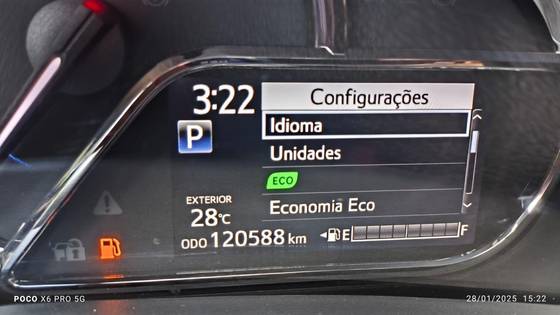 3:22
Configurações
P
Idioma
Unidades
ECO
Economia Eco
EXTERIOR
28°C
ODO 120588 km
E F
POCO X6 PRO 5G
28/01/2025 15:22